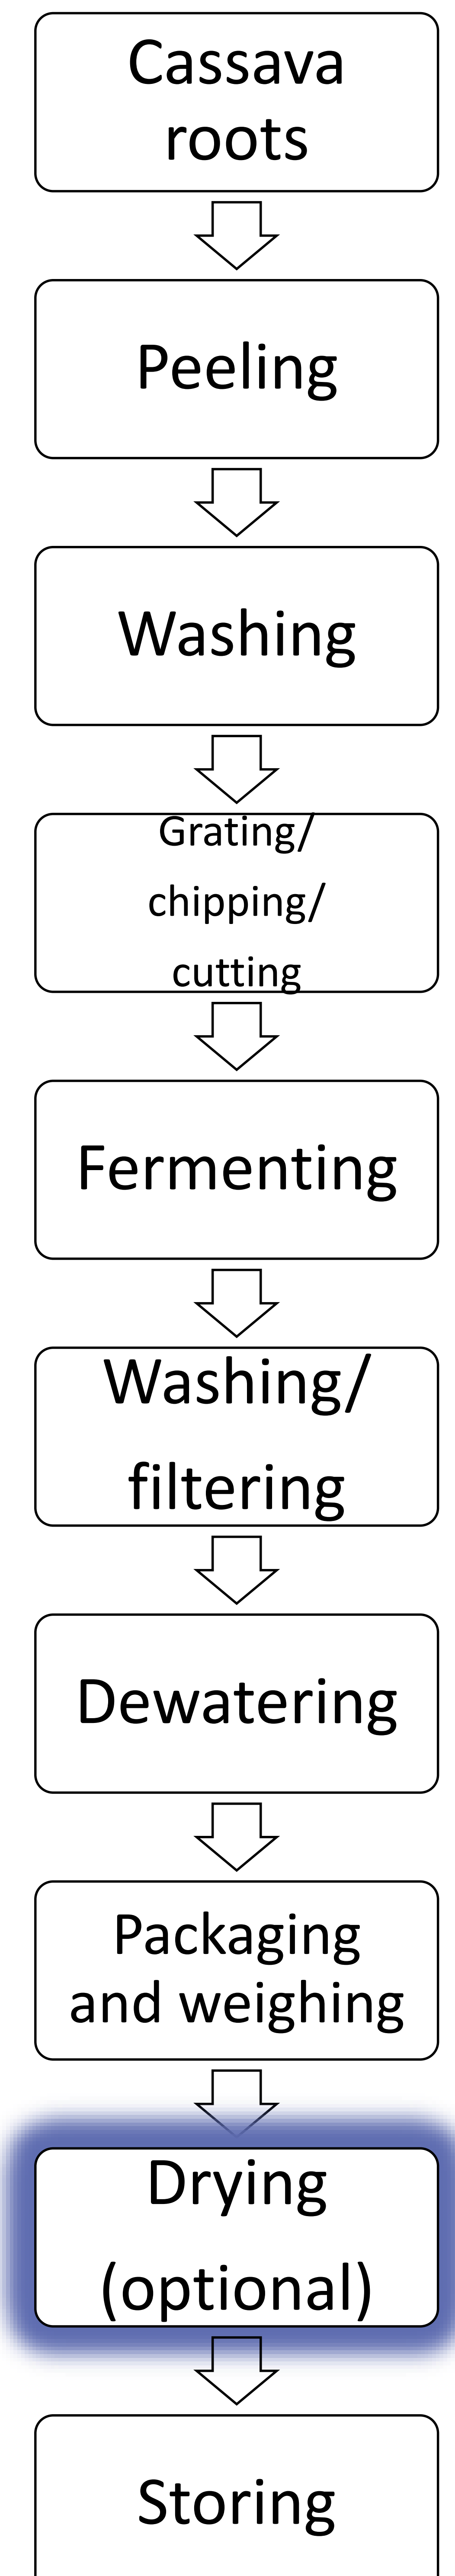 Cassava
roots
Peeling
Washing
Grating/
chipping/
cutting
Fermenting
Washing/
filtering
Dewatering
Packaging
and weighing
Drying
(optional)
Storing